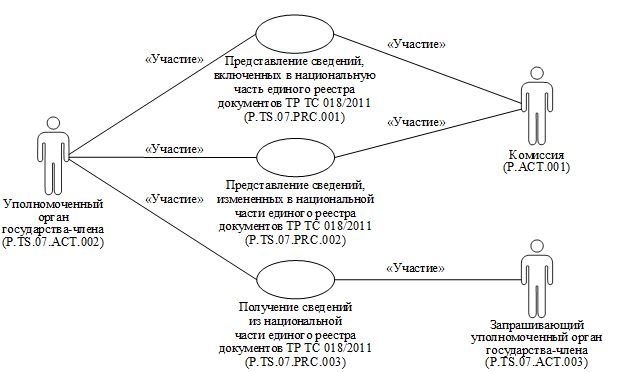 «Участие»
«Участие»
Представление сведений,
включенных в национальную
часть единого реестра
документов ТР ТС 018/2011
(P.TS.07.PRC.001)
«Участие»
«Участие»
Комиссия
(P.ACT.001)
Уполномоченный
орган
государства-члена
(P.TS.07.ACT.002)
Представление сведений,
измененных в национальной
части единого реестра
документов ТР ТС 018/2011
(P.TS.07.PRC.002)
«Участие»
«Участие»
Получение сведений
из национальной
части единого реестра
документов ТР ТС 018/2011
(P.TS.07.PRC.003)
Запрашивающий
уполномоченный орган
государства-члена
(P.TS.07.ACT.003)